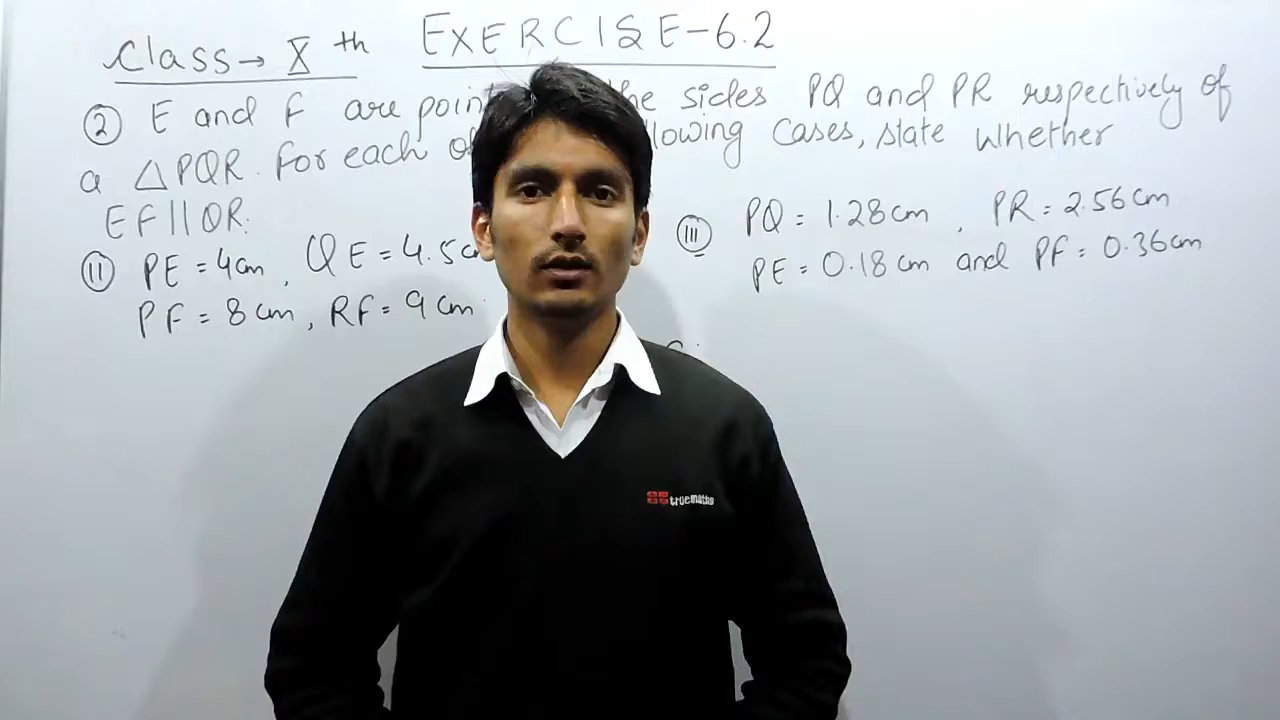 Class → X th EXERCISE-6.2
② E and F are point he sides PQ and PR respectively of
a △PQR. For each of llowing cases, state whether
EF || QR.
(II) PE = 4cm, QE = 4.5c
PF = 8cm, RF = 9cm.
(III) PQ = 1.28cm, PR = 2.56cm
PE = 0.18cm and PF = 0.36cm
truemaths